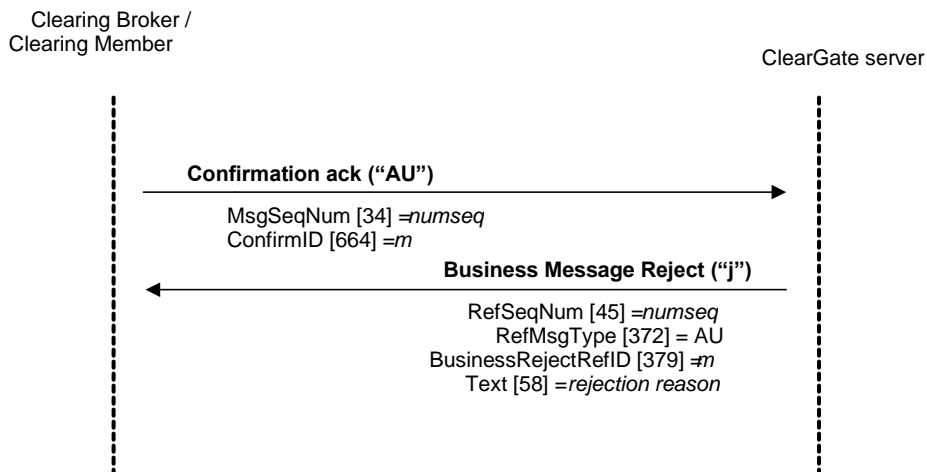 Clearing Broker /
Clearing Member
ClearGate server
Confirmation ack (“AU”)
MsgSeqNum [34] =numseq
ConfirmID [664] =m
Business Message Reject (“j”)
RefSeqNum [45] =numseq
RefMsgType [372] = AU
BusinessRejectRefID [379] =m
Text [58] =rejection reason